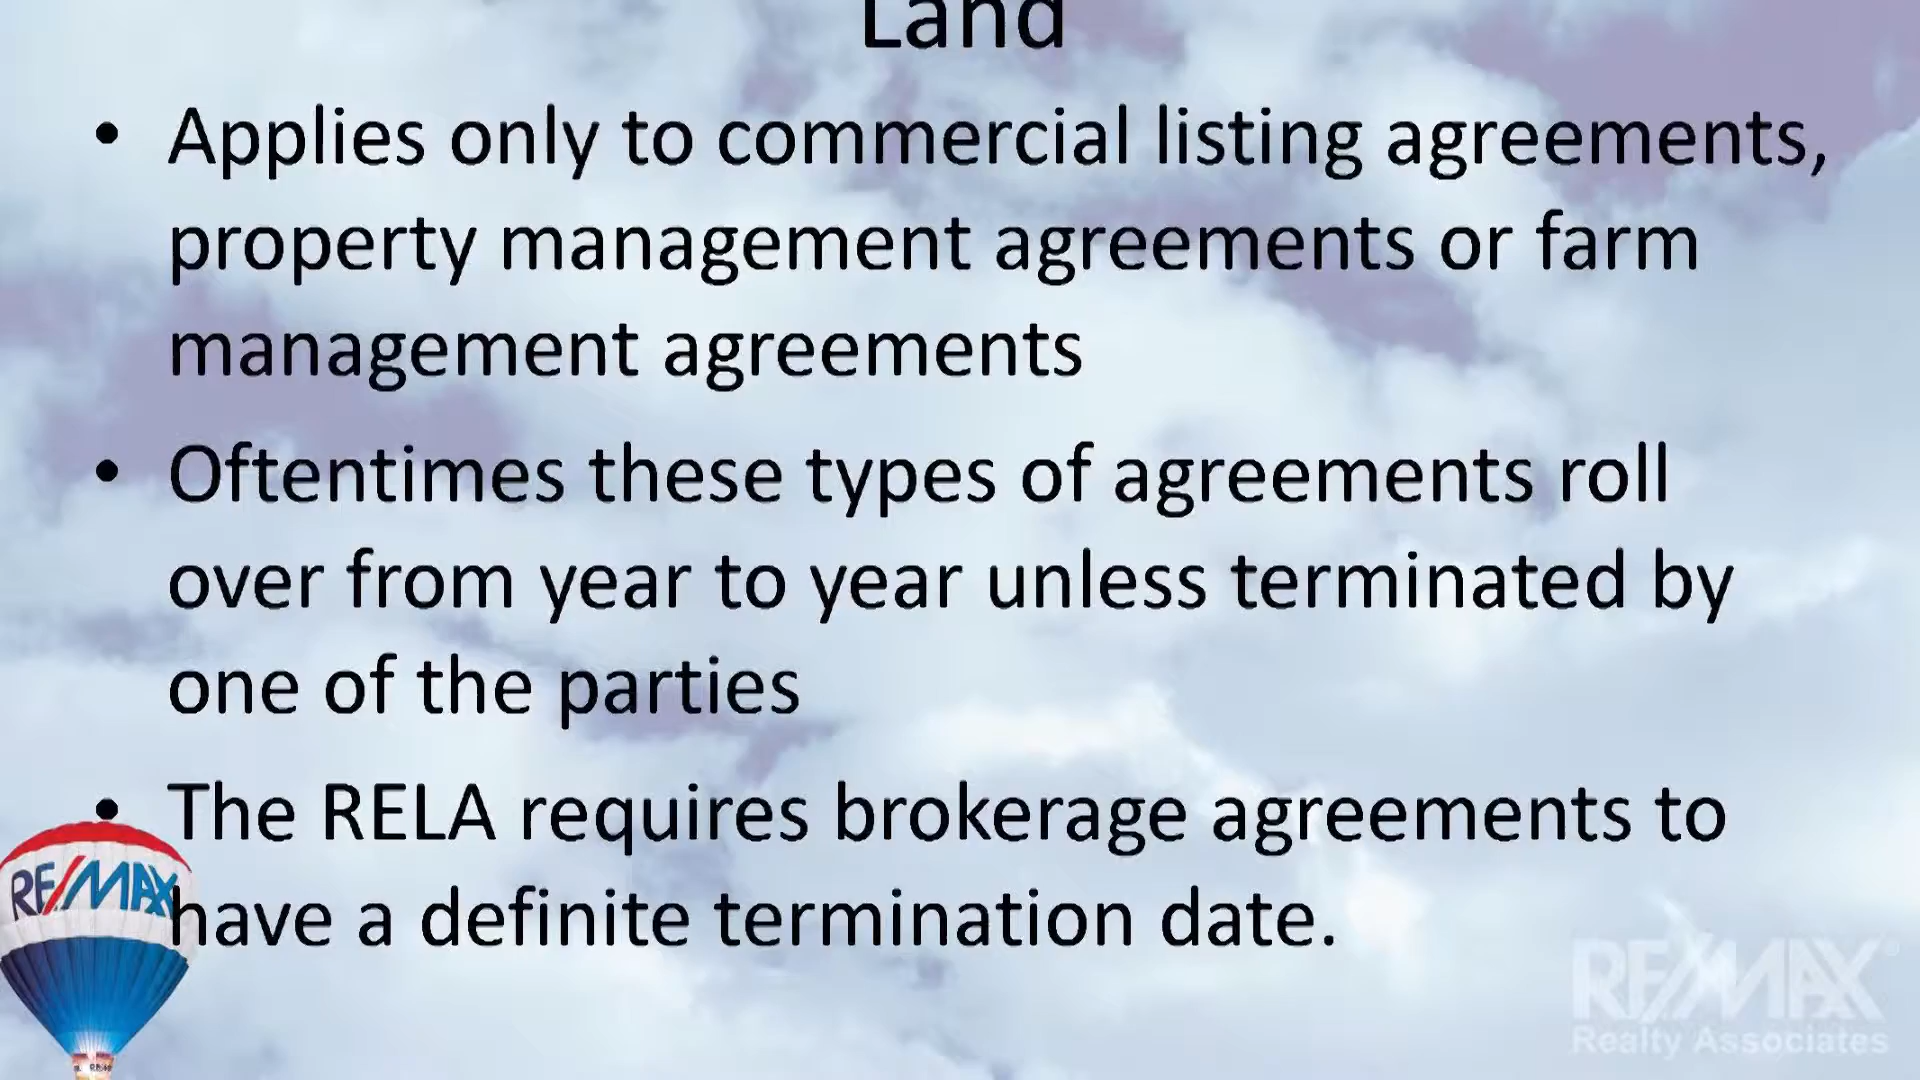 Land
• Applies only to commercial listing agreements,
property management agreements or farm
management agreements
• Oftentimes these types of agreements roll
over from year to year unless terminated by
one of the parties
• The RELA requires brokerage agreements to
have a definite termination date.
RE/MAX
RE/MAX®
Realty Associates